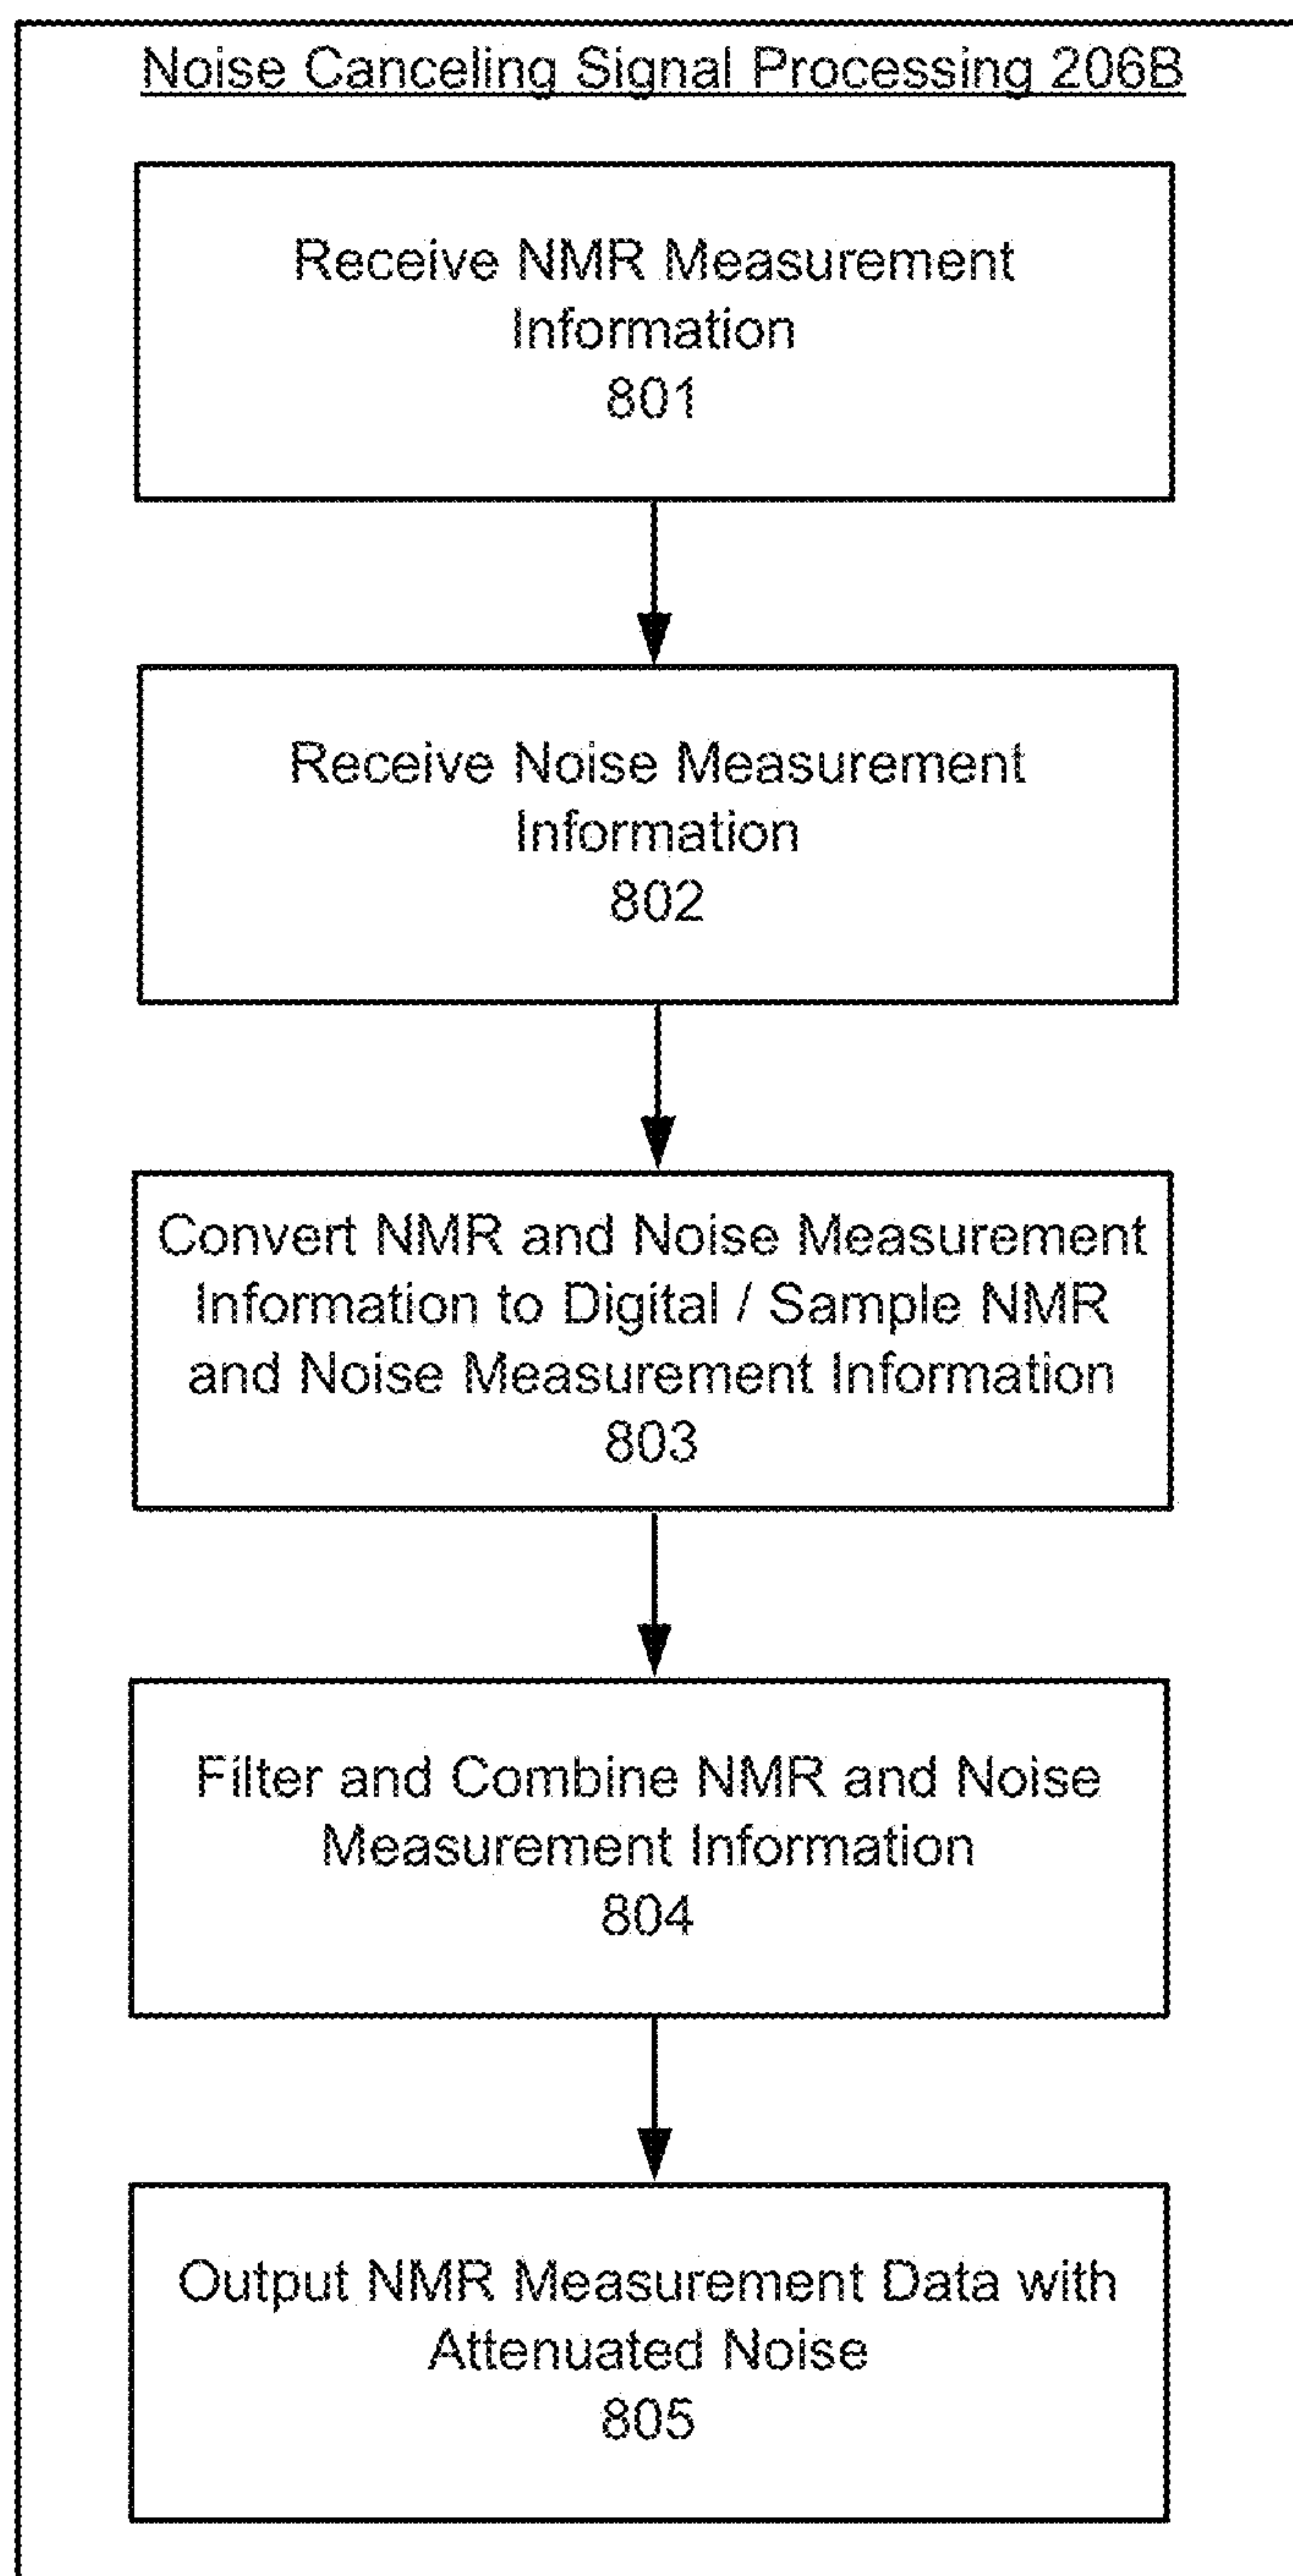 Noise Canceling Signal Processing 206B
Receive NMR Measurement
Information
801
Receive Noise Measurement
Information
802
Convert NMR and Noise Measurement
Information to Digital / Sample NMR
and Noise Measurement Information
803
Filter and Combine NMR and Noise
Measurement Information
804
Output NMR Measurement Data with
Attenuated Noise
805